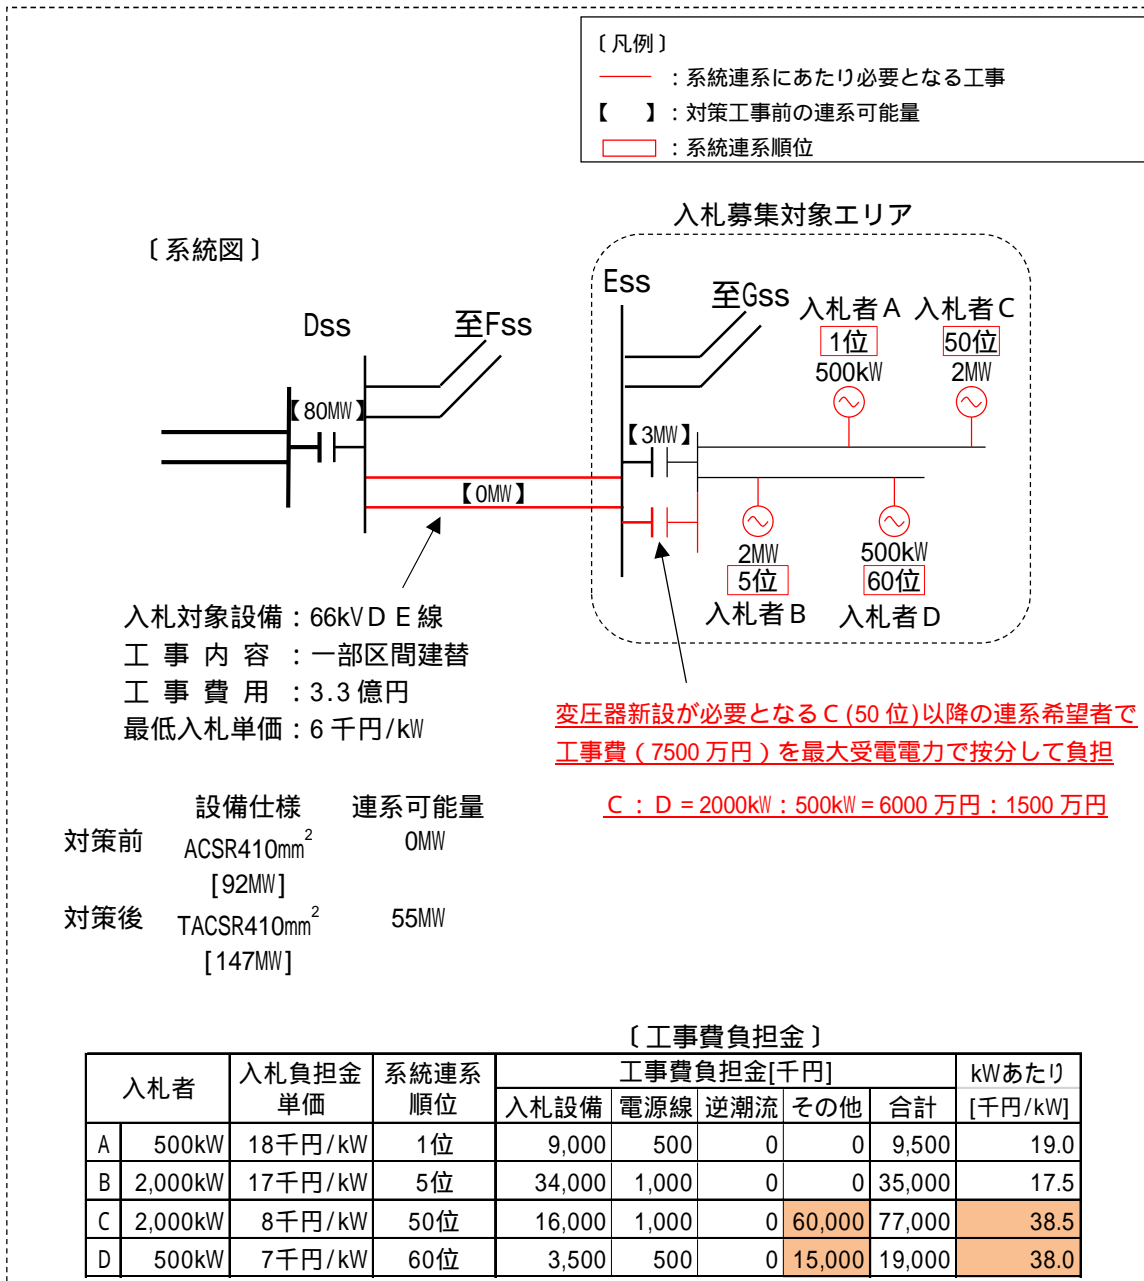 〔凡例〕
：系統連系にあたり必要となる工事
【　】：対策工事前の連系可能量
：系統連系順位
入札募集対象エリア
〔系統図〕
Dss
至Fss
Ess
至Gss
入札者A 入札者C
1位 50位
500kW 2MW
【80MW】
【3MW】
【0MW】
2MW 500kW
5位 60位
入札者B 入札者D
入札対象設備：66kVＤＥ線
工事内容：一部区間建替
工事費用：3.3億円
最低入札単価：6千円/kW
変圧器新設が必要となるC(50位)以降の連系希望者で
工事費（7500万円）を最大受電電力で按分して負担
C：D＝2000kW：500kW＝6000万円：1500万円
設備仕様 連系可能量
対策前 ACSR410mm² 0MW
[92MW]
対策後 TACSR410mm² 55MW
[147MW]
〔工事費負担金〕
入札者 入札負担金単価 系統連系順位 工事費負担金[千円] kWあたり[千円/kW]
入札設備 電源線 逆潮流 その他 合計
A 500kW 18千円/kW 1位 9,000 500 0 0 9,500 19.0
B 2,000kW 17千円/kW 5位 34,000 1,000 0 0 35,000 17.5
C 2,000kW 8千円/kW 50位 16,000 1,000 0 60,000 77,000 38.5
D 500kW 7千円/kW 60位 3,500 500 0 15,000 19,000 38.0